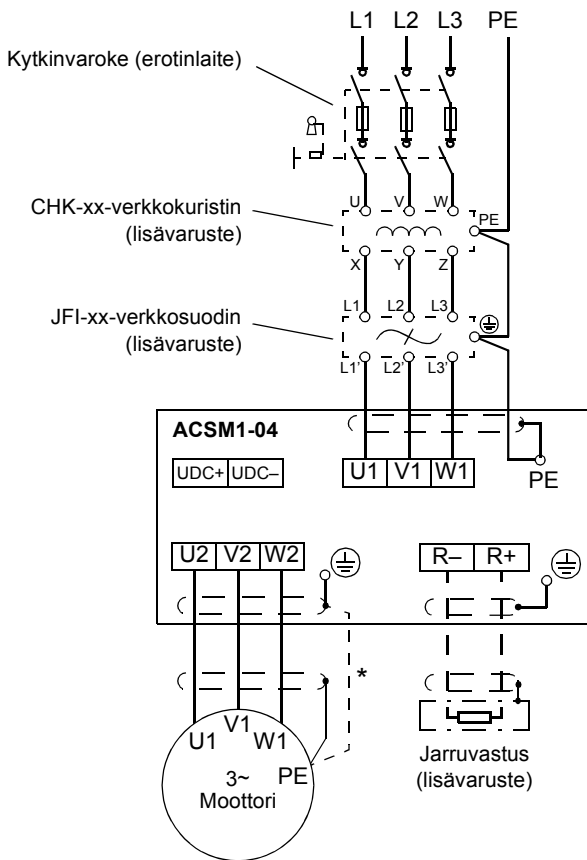 L1 L2 L3 PE
Kytkinvaroke (erotinlaite)
U V W
CHK-xx-verkkokuristin
(lisävaruste)
PE
X Y Z
L1 L2 L3
JFI-xx-verkkosuodin
(lisävaruste)
L1' L2' L3'
ACSM1-04
UDC+ UDC– U1 V1 W1
PE
U2 V2 W2 R– R+
*
U1 V1 W1
PE
3~
Moottori
Jarruvastus
(lisävaruste)